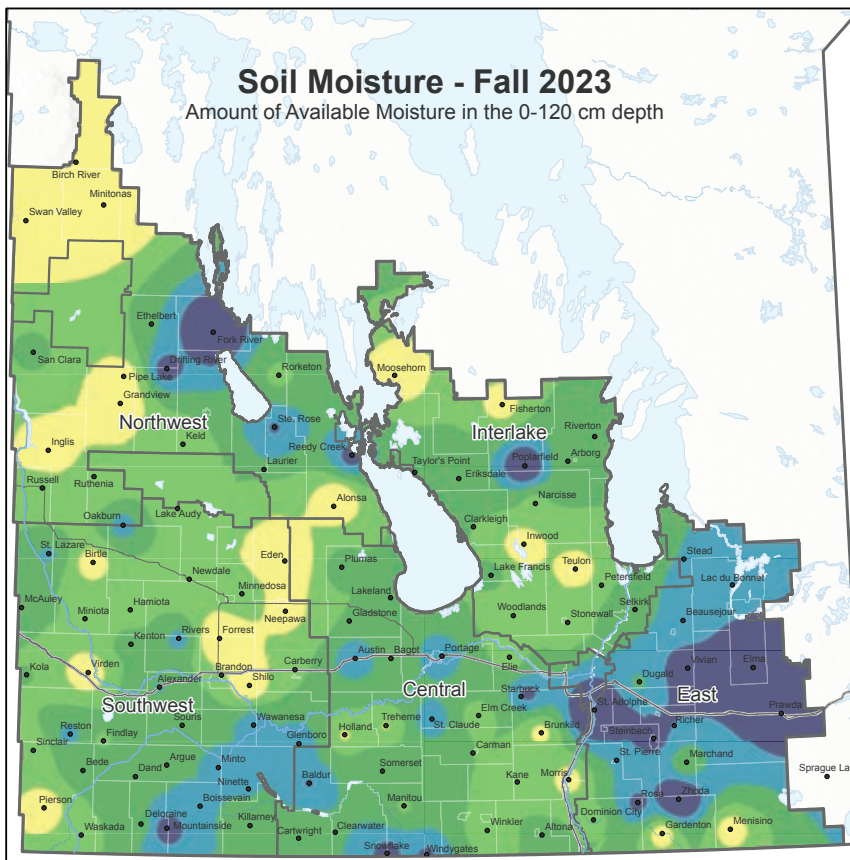 Soil Moisture - Fall 2023
Amount of Available Moisture in the 0-120 cm depth
Birch River
Minitonas
Swan Valley
Ethelbert
Fork River
San Clara
Drifting River
Pipe Lake
Rorketon
Moosehorn
Grandview
Fisherton
Northwest
Ste. Rose
Interlake
Riverton
Inglis
Keld
Reedy Creek
Poplarfield
Arborg
Laurier
Taylor's Point
Eriksdale
Russell
Ruthenia
Alonsa
Narcisse
Lake Audy
Oakburn
Clarkleigh
Inwood
St. Lazare
Birtle
Eden
Plumas
Stead
Newdale
Lake Francis
Teulon
Lac du Bonnet
Minnedosa
Lakeland
Petersfield
McAuley
Hamiota
Miniota
Neepawa
Gladstone
Woodlands
Stonewall
Selkirk
Beausejour
Kenton
Rivers
Forrest
Austin
Bagot
Portage
Elie
Kola
Virden
Brandon
Carberry
Dugald
Vivian
Elma
Alexander
Shilo
Central
Starbuck
East
Southwest
St. Adolphe
Prawda
Reston
Souris
Wawanesa
Holland
Treherne
St. Claude
Elm Creek
Brunkild
Steinbach
Richer
Findlay
Glenboro
Sinclair
Carman
St. Pierre
Marchand
Bede
Argue
Dand
Minto
Baldur
Somerset
Kane
Morris
Sprague La
Ninette
Pierson
Boissevain
Manitou
Rosa
Zhoda
Deloraine
Waskada
Mountainside
Killarney
Cartwright
Clearwater
Winkler
Altona
Dominion City
Gardenton
Menisino
Snowflake
Windygates